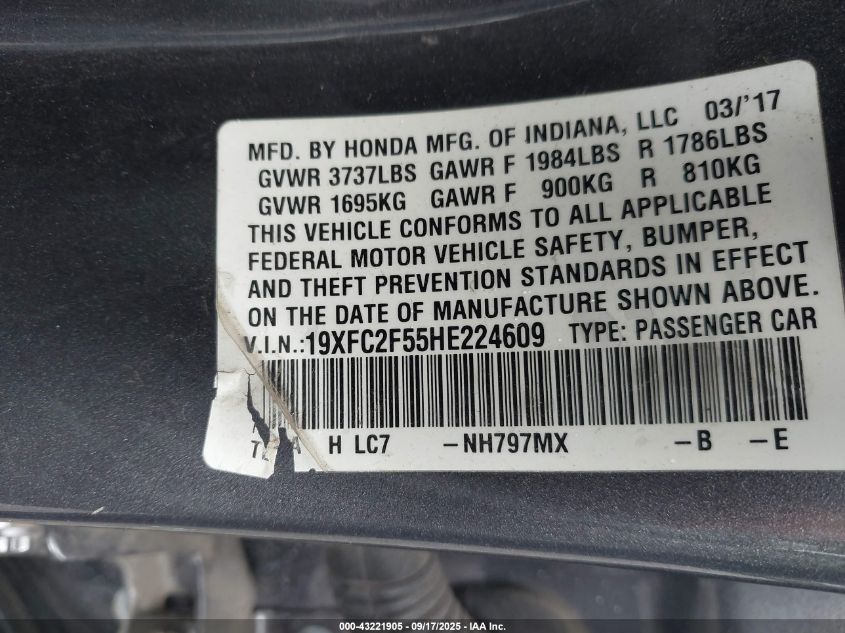 MFD. BY HONDA MFG. OF INDIANA, LLC 03/'17
GVWR 3737LBS GAWR F 1984LBS R 1786LBS
GVWR 1695KG GAWR F 900KG R 810KG
THIS VEHICLE CONFORMS TO ALL APPLICABLE
FEDERAL MOTOR VEHICLE SAFETY, BUMPER,
AND THEFT PREVENTION STANDARDS IN EFFECT
ON THE DATE OF MANUFACTURE SHOWN ABOVE.
V.I.N.:19XFC2F55HE224609 TYPE: PASSENGER CAR
H LC7 -NH797MX -B -E
000-43221905 - 09/17/2025 - IAA Inc.